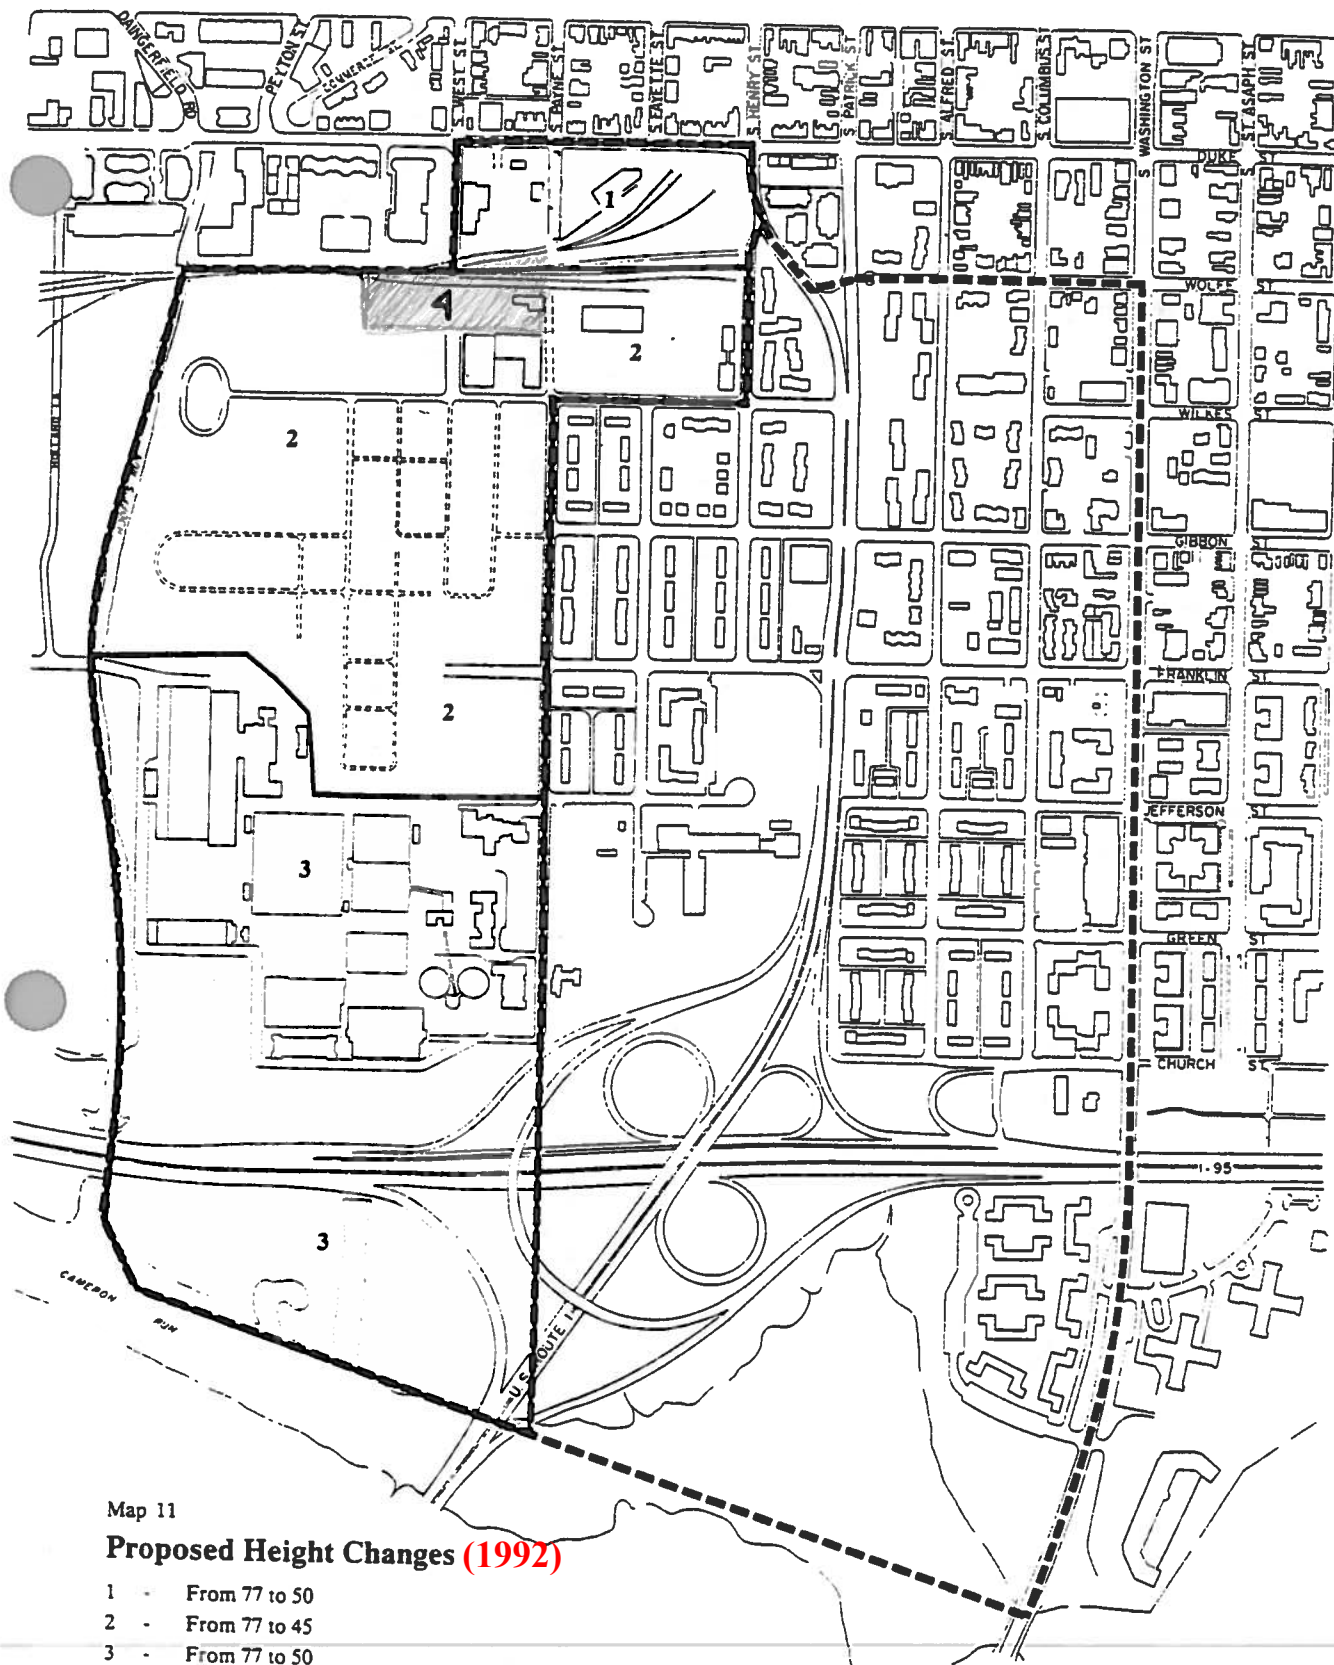 DAINGERFIELD RD
PEYTON ST
COMMERCE
S. WEST ST.
S. PAYNE ST
S. FAYETTE ST
S. HENRY ST.
S. PATRICK ST
S. ALFRED ST.
S. COLUMBUS ST
S WASHINGTON ST
S. ST. ASAPH ST
DUKE ST
1
4
WOLFE ST
2
HOLLAND LA
WILKES ST
2
GIBBON ST
FRANKLIN ST
2
JEFFERSON ST
3
GREEN ST
CHURCH ST.
I-95
3
CAMERON RUN
U.S. ROUTE 1
Map 11
Proposed Height Changes (1992)
1 - From 77 to 50
2 - From 77 to 45
3 - From 77 to 50